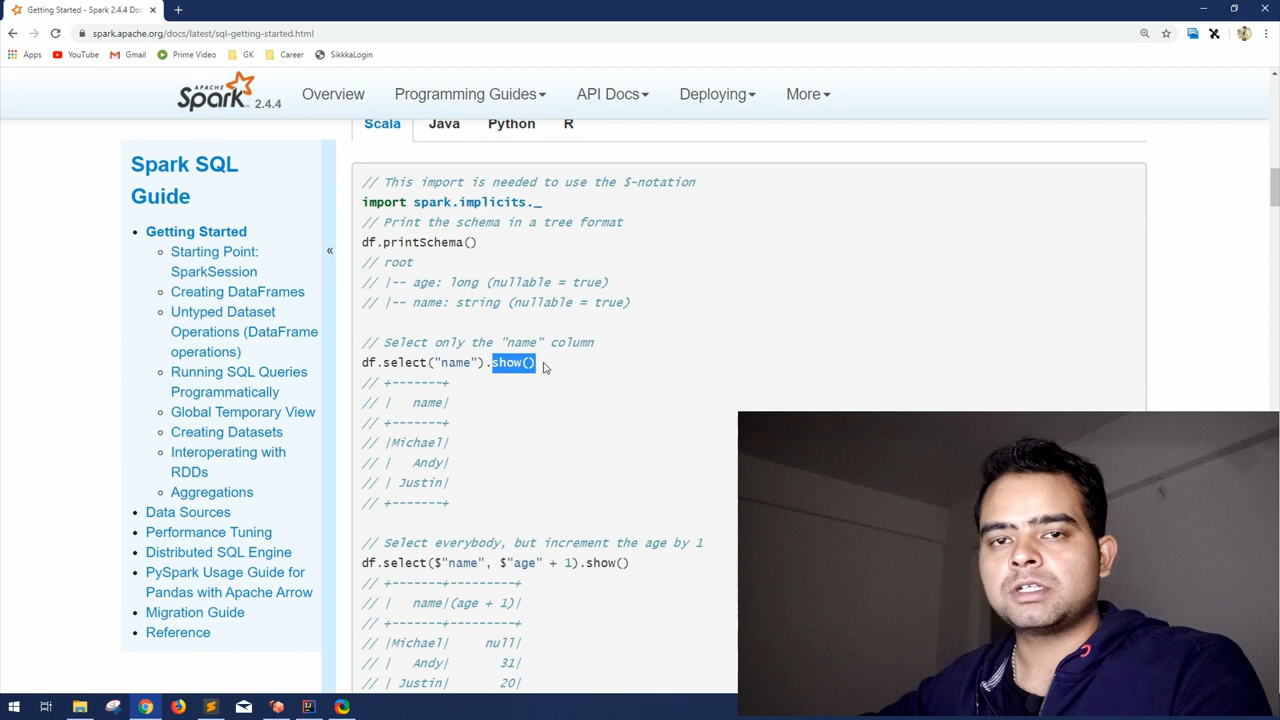 Getting Started - Spark 2.4.4 Doc
spark.apache.org/docs/latest/sql-getting-started.html
Apps YouTube Gmail Prime Video GK Career SikkkaLogin
APACHE Spark 2.4.4 Overview Programming Guides API Docs Deploying More
Scala Java Python R
Spark SQL
Guide
Getting Started
Starting Point:
SparkSession
Creating DataFrames
Untyped Dataset
Operations (DataFrame
operations)
Running SQL Queries
Programmatically
Global Temporary View
Creating Datasets
Interoperating with
RDDs
Aggregations
Data Sources
Performance Tuning
Distributed SQL Engine
PySpark Usage Guide for
Pandas with Apache Arrow
Migration Guide
Reference
«
// This import is needed to use the $-notation
import spark.implicits._
// Print the schema in a tree format
df.printSchema()
// root
// |-- age: long (nullable = true)
// |-- name: string (nullable = true)
// Select only the "name" column
df.select("name").show()
// +-------+
// |   name|
// +-------+
// |Michael|
// |   Andy|
// | Justin|
// +-------+
// Select everybody, but increment the age by 1
df.select($"name", $"age" + 1).show()
// +-------+---------+
// |   name|(age + 1)|
// +-------+---------+
// |Michael|     null|
// |   Andy|       31|
// | Justin|       20|